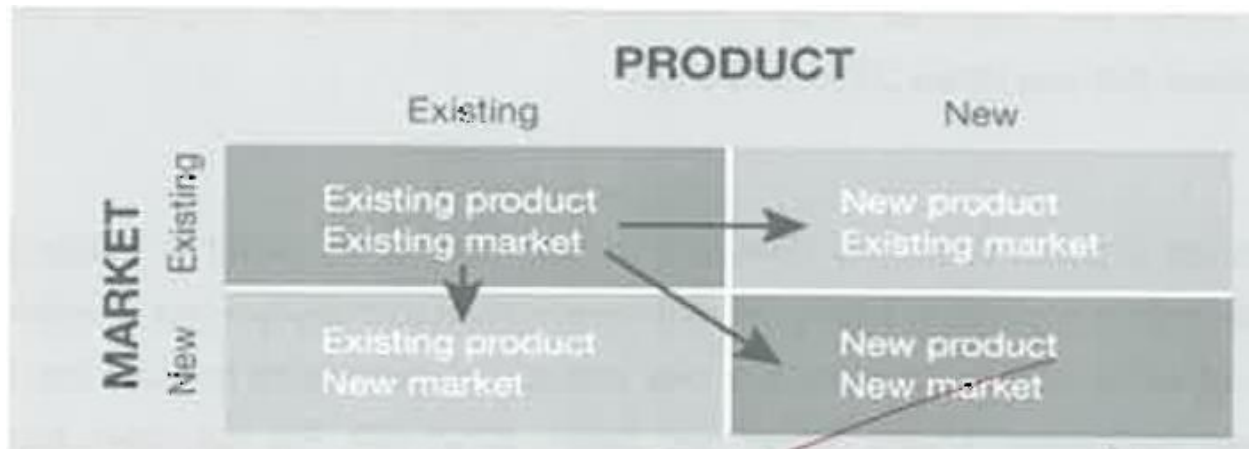 PRODUCT
Existing
New
MARKET
Existing
Existing product
Existing market
New product
Existing market
New
Existing product
New market
New product
New market